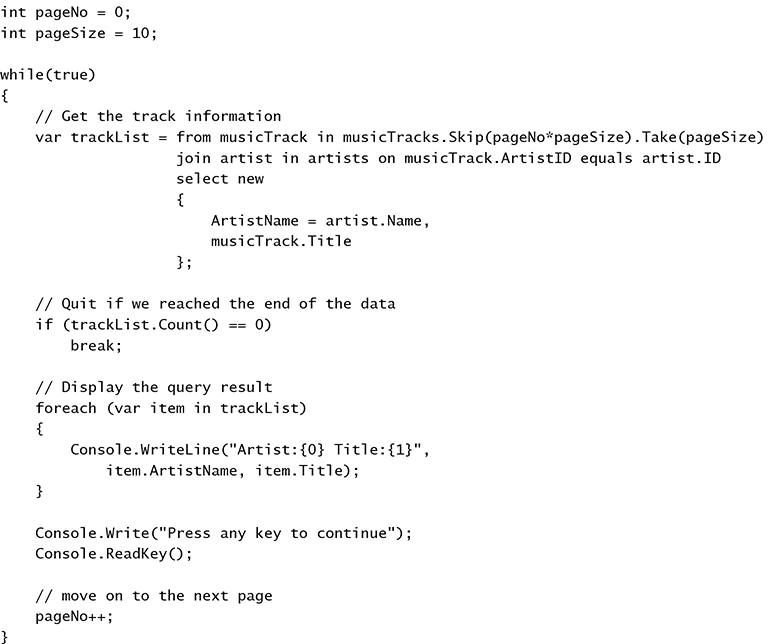 int pageNo = 0;
int pageSize = 10;

while(true)
{
    // Get the track information
    var trackList = from musicTrack in musicTracks.Skip(pageNo*pageSize).Take(pageSize)
                    join artist in artists on musicTrack.ArtistID equals artist.ID
                    select new
                    {
                        ArtistName = artist.Name,
                        musicTrack.Title
                    };

    // Quit if we reached the end of the data
    if (trackList.Count() == 0)
        break;

    // Display the query result
    foreach (var item in trackList)
    {
        Console.WriteLine("Artist:{0} Title:{1}",
            item.ArtistName, item.Title);
    }

    Console.Write("Press any key to continue");
    Console.ReadKey();

    // move on to the next page
    pageNo++;
}